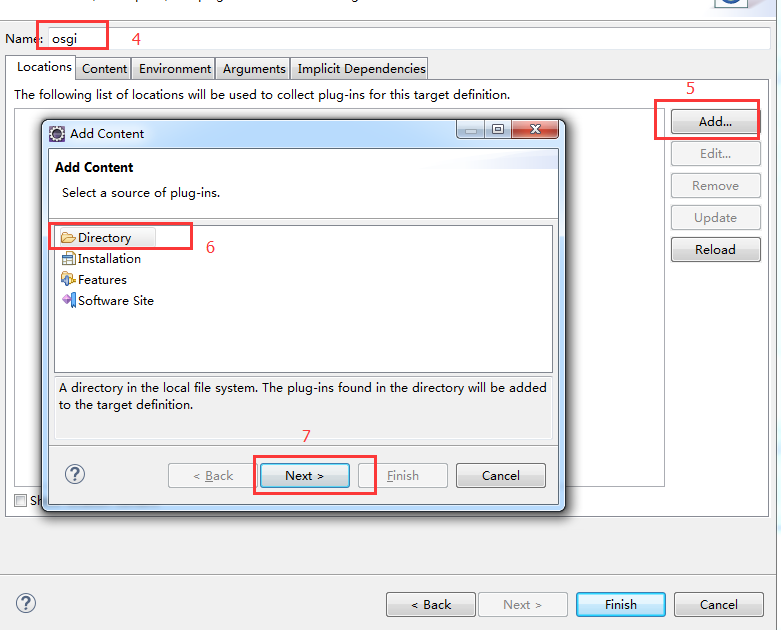 Name: osgi 4
Locations Content Environment Arguments Implicit Dependencies
The following list of locations will be used to collect plug-ins for this target definition.
5
Add...
Edit...
Remove
Update
Reload
Add Content
Add Content
Select a source of plug-ins.
Directory
6
Installation
Features
Software Site
A directory in the local file system. The plug-ins found in the directory will be added
to the target definition.
7
< Back Next > Finish Cancel
< Back Next > Finish Cancel